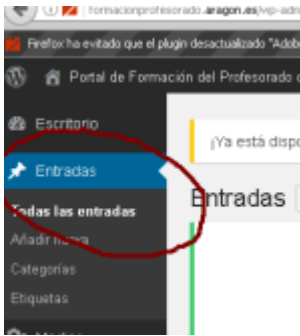 formacionprofesorado.aragon.es/wp-adm
Firefox ha evitado que el plugin desactualizado "Adob
Portal de Formación del Profesorado
Escritorio
¡Ya está dispo
Entradas
Entradas
Todas las entradas
Añadir nueva
Categorías
Etiquetas